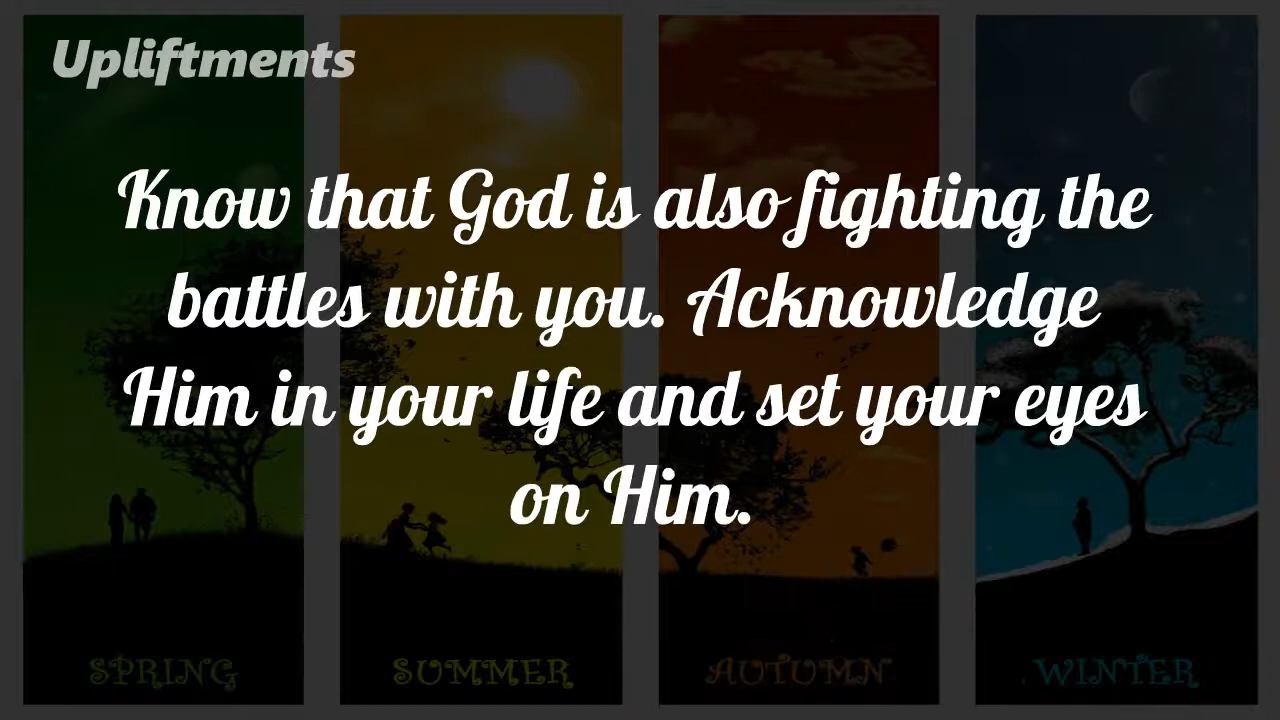 Upliftments
Know that God is also fighting the
battles with you. Acknowledge
Him in your life and set your eyes
on Him.
SPRING
SUMMER
AUTUMN
WINTER